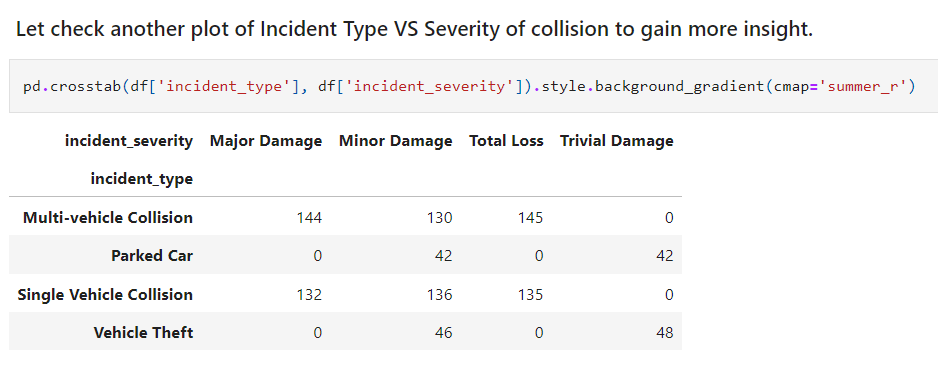 Let check another plot of Incident Type VS Severity of collision to gain more insight.
pd.crosstab(df['incident_type'], df['incident_severity']).style.background_gradient(cmap='summer_r')
incident_severity Major Damage Minor Damage Total Loss Trivial Damage
incident_type
Multi-vehicle Collision 144 130 145 0
Parked Car 0 42 0 42
Single Vehicle Collision 132 136 135 0
Vehicle Theft 0 46 0 48